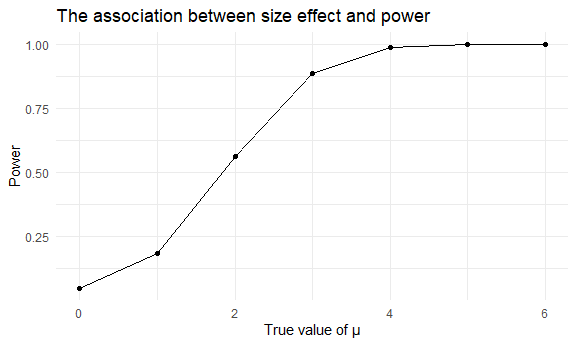 The association between size effect and power
1.00
0.75
0.50
0.25
Power
0 2 4 6
True value of μ